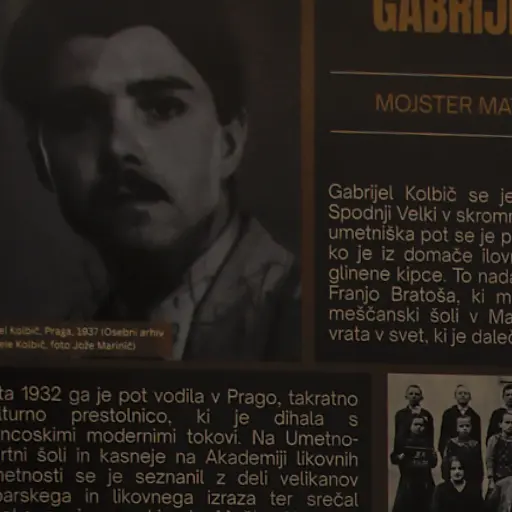 GABRIJ
MOJSTER MA
Gabrijel Kolbič se je
Spodnji Velki v skromn
umetniška pot se je p
ko je iz domače ilov
glinene kipce. To nada
Franjo Bratoša, ki m
meščanski šoli v Ma
vrata v svet, ki je daleč
el Kolbič, Praga, 1937 (Osebni arhiv
ele Kolbič, foto Jože Marinič)
ta 1932 ga je pot vodila v Prago, takratno
lturno prestolnico, ki je dihala s
ncoskimi modernimi tokovi. Na Umetno-
rtni šoli in kasneje na Akademiji likovnih
metnosti se je seznanil z deli velikanov
parskega in likovnega izraza ter srečal